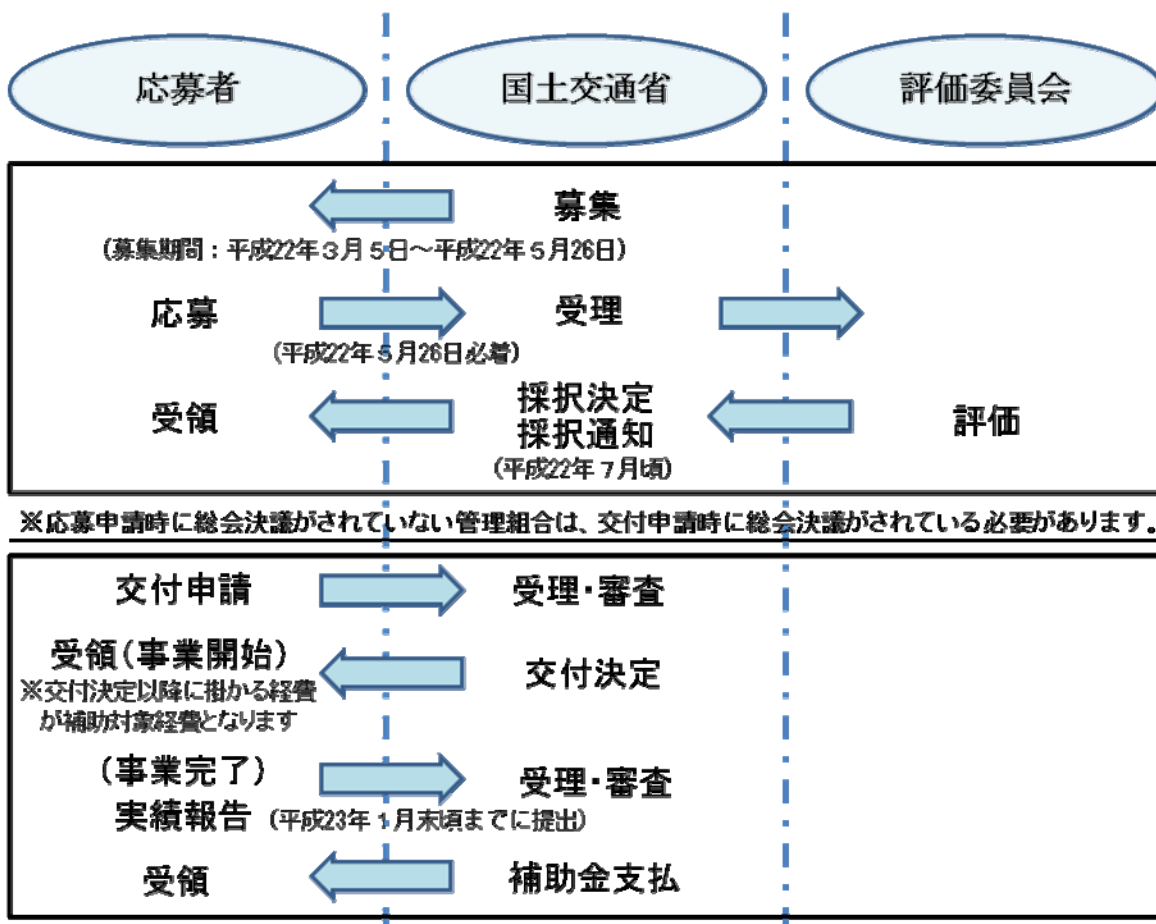 応募者 国土交通省 評価委員会
募集
(募集期間:平成22年3月5日～平成22年5月26日)
応募 受理
(平成22年5月26日必着)
受領 採択決定 評価
採択通知
(平成22年7月頃)
※応募申請時に総会決議がされていない管理組合は、交付申請時に総会決議がされている必要があります。
交付申請 受理・審査
受領(事業開始) 交付決定
※交付決定以降に掛かる経費
が補助対象経費となります
(事業完了) 受理・審査
実績報告 (平成23年1月末頃までに提出)
受領 補助金支払